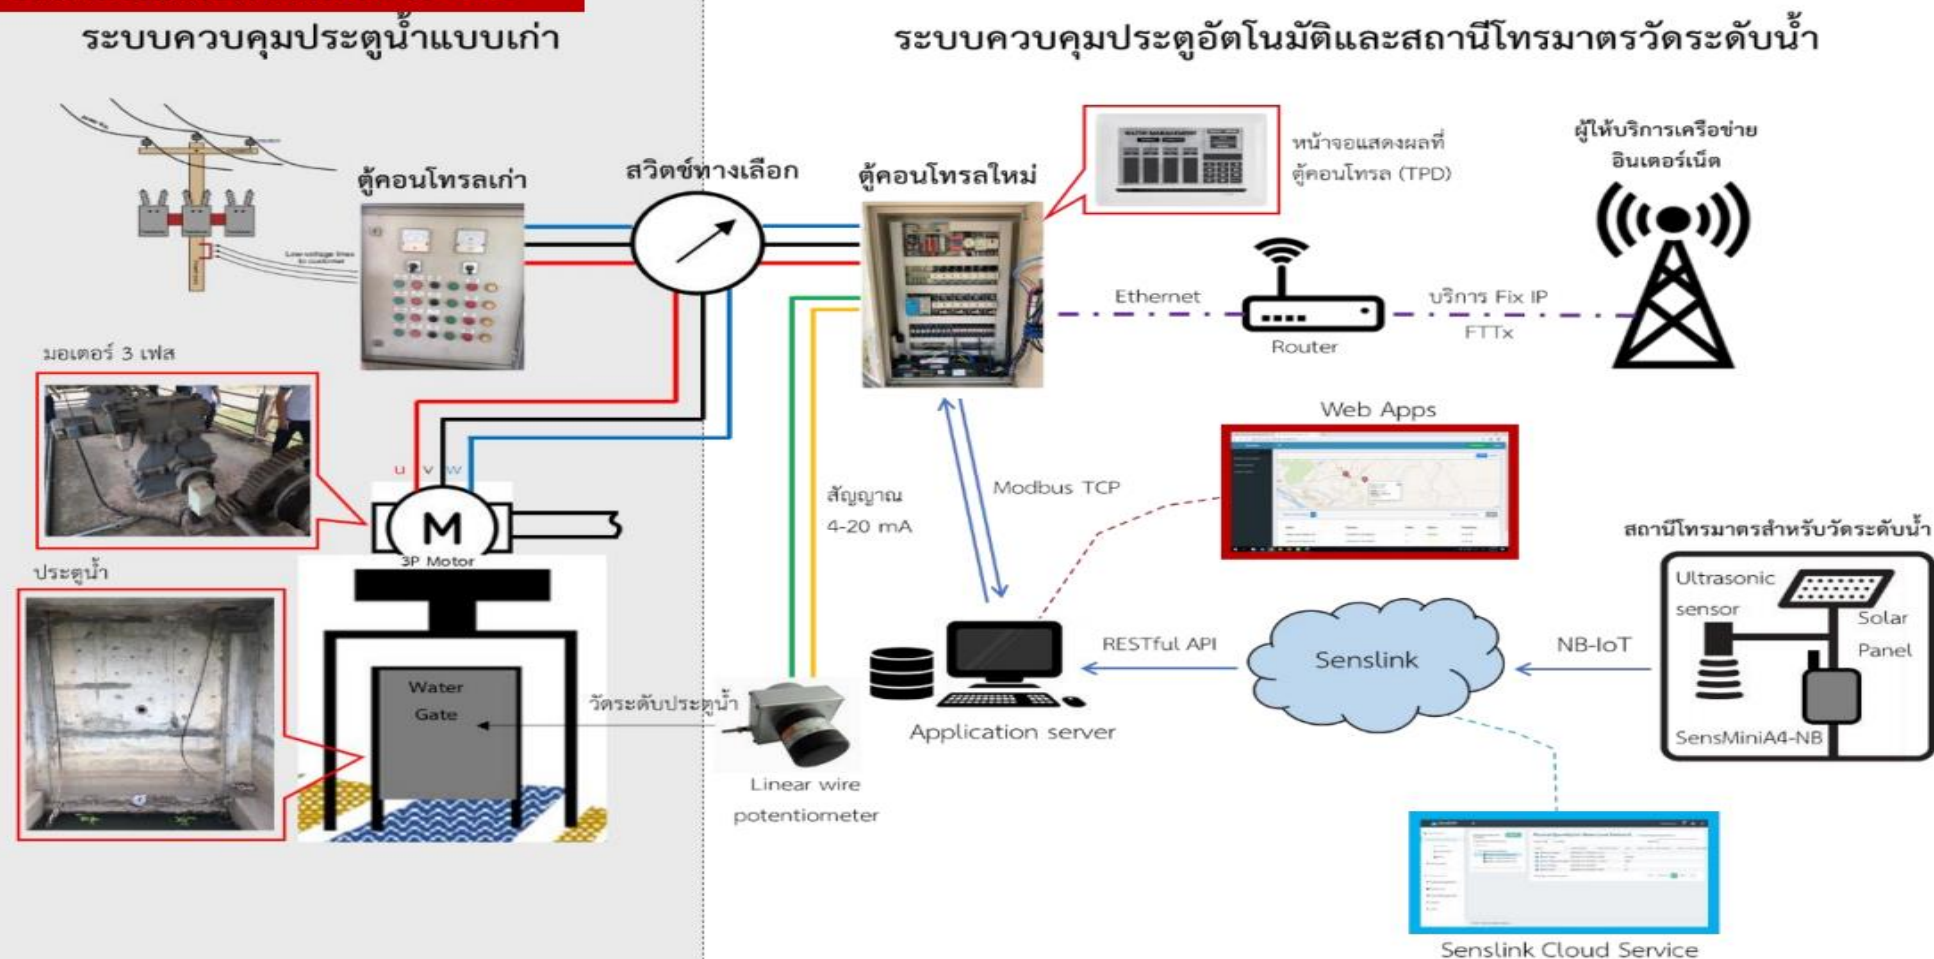 ระบบควบคุมประตูน้ำแบบเก่า
ระบบควบคุมประตูอัตโนมัติและสถานีโทรมาตรวัดระดับน้ำ
ตู้คอนโทรลเก่า
สวิตช์ทางเลือก
ตู้คอนโทรลใหม่
หน้าจอแสดงผลที่
ตู้คอนโทรล (TPD)
ผู้ให้บริการเครือข่าย
อินเตอร์เน็ต
WATER MANAGEMENT
Low voltage lines
to customer
Ethernet
Router
บริการ Fix IP
FTTx
มอเตอร์ 3 เฟส
u v w
M
3P Motor
ประตูน้ำ
Water
Gate
วัดระดับประตูน้ำ
Linear wire
potentiometer
สัญญาณ
4-20 mA
Modbus TCP
Web Apps
Application server
RESTful API
Senslink
NB-IoT
สถานีโทรมาตรสำหรับวัดระดับน้ำ
Ultrasonic
sensor
Solar
Panel
SensMiniA4-NB
Senslink Cloud Service